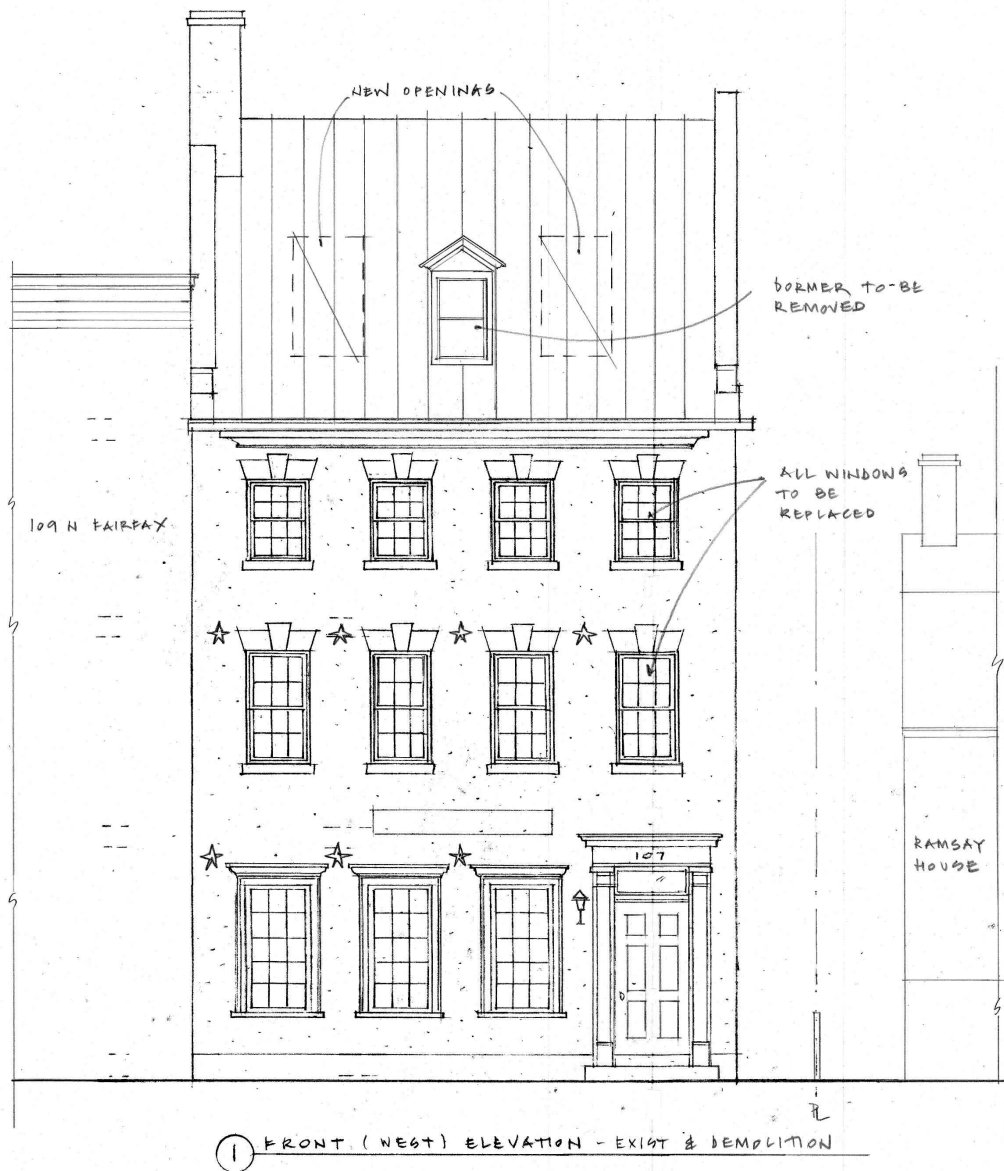 NEW OPENINGS
DORMER TO BE
REMOVED
ALL WINDOWS
TO BE
REPLACED
109 N FAIRFAX
107
RAMSAY
HOUSE
PL
1 FRONT (WEST) ELEVATION - EXIST & DEMOLITION